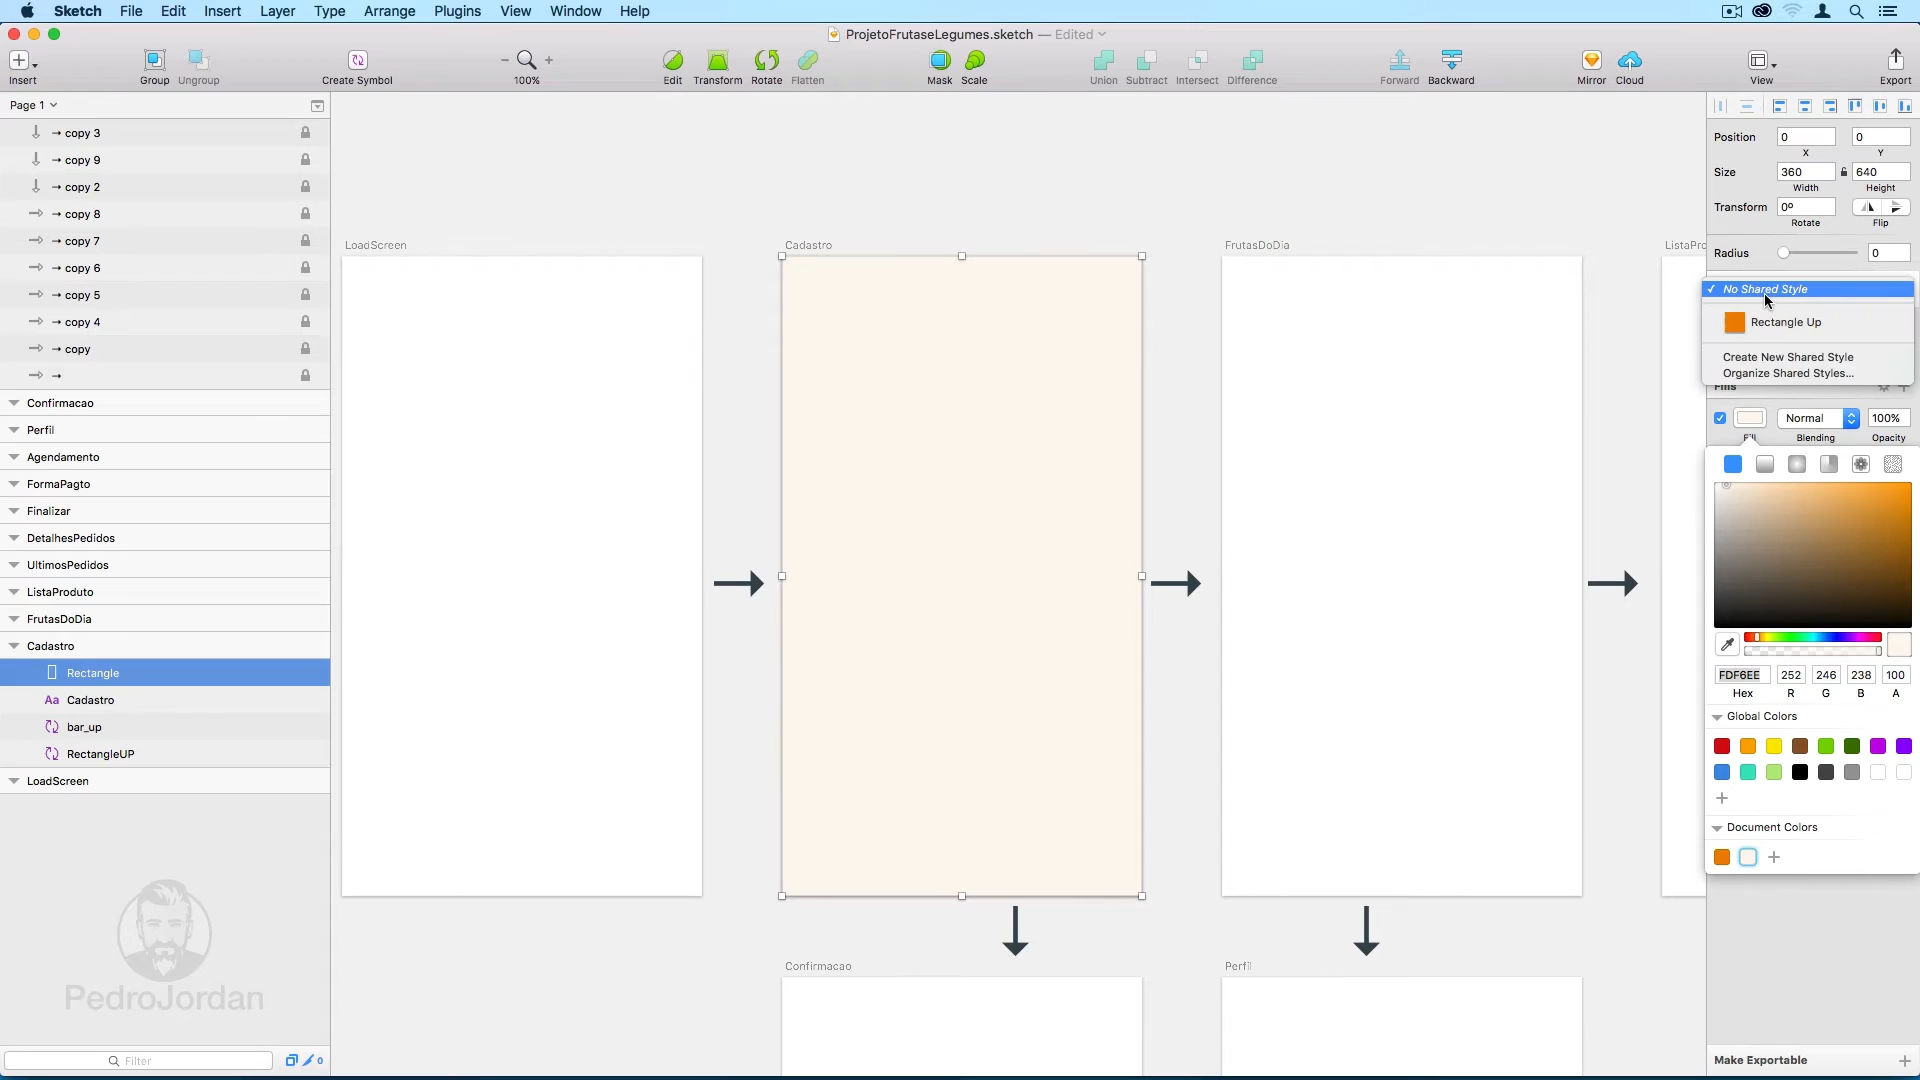 Sketch File Edit Insert Layer Type Arrange Plugins View Window Help
ProjetoFrutaseLegumes.sketch — Edited
Insert Group Ungroup Create Symbol 100% Edit Transform Rotate Flatten Mask Scale Union Subtract Intersect Difference Forward Backward Mirror Cloud View Export
Page 1
→ copy 3
→ copy 9
→ copy 2
→ copy 8
→ copy 7
→ copy 6
→ copy 5
→ copy 4
→ copy
→
Confirmacao
Perfil
Agendamento
FormaPagto
Finalizar
DetalhesPedidos
UltimosPedidos
ListaProduto
FrutasDoDia
Cadastro
Rectangle
Aa Cadastro
bar_up
RectangleUP
LoadScreen
PedroJordan
Filter
0
LoadScreen
Cadastro
FrutasDoDia
ListaPro
Confirmacao
Perfil
Position 0 0
X Y
Size 360 640
Width Height
Transform 0º
Rotate Flip
Radius 0
✓ No Shared Style
Rectangle Up
Create New Shared Style
Organize Shared Styles...
Fills
Normal 100%
Fill Blending Opacity
FDF6EE 252 246 238 100
Hex R G B A
Global Colors
Document Colors
Make Exportable